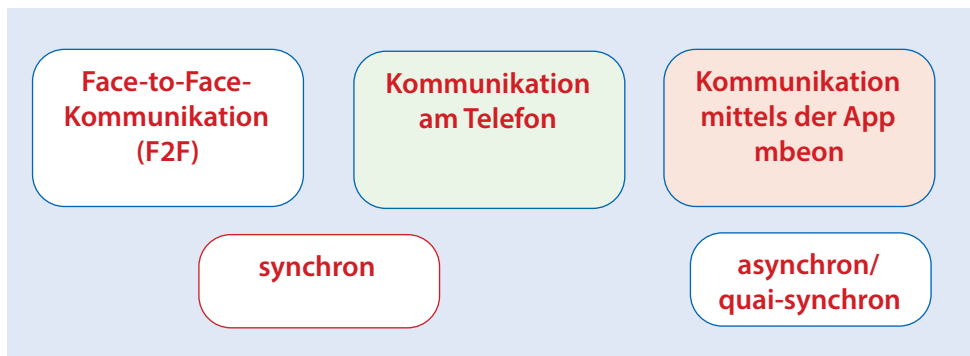 Face-to-Face-
Kommunikation
(F2F)
Kommunikation
am Telefon
Kommunikation
mittels der App
mbeon
synchron
asynchron/
quai-synchron